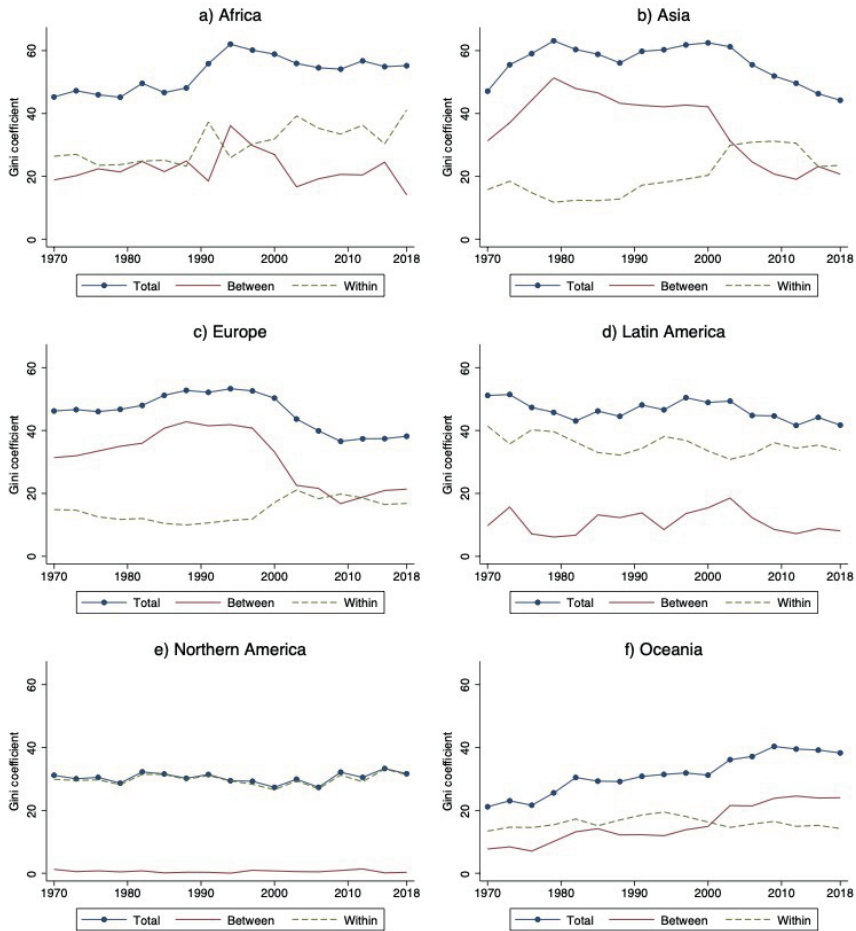 a) Africa
Gini coefficient
60
40
20
0
1970 1980 1990 2000 2010 2018
Total Between Within
b) Asia
Gini coefficient
60
40
20
0
1970 1980 1990 2000 2010 2018
Total Between Within
c) Europe
Gini coefficient
60
40
20
0
1970 1980 1990 2000 2010 2018
Total Between Within
d) Latin America
Gini coefficient
60
40
20
0
1970 1980 1990 2000 2010 2018
Total Between Within
e) Northern America
Gini coefficient
60
40
20
0
1970 1980 1990 2000 2010 2018
Total Between Within
f) Oceania
Gini coefficient
60
40
20
0
1970 1980 1990 2000 2010 2018
Total Between Within